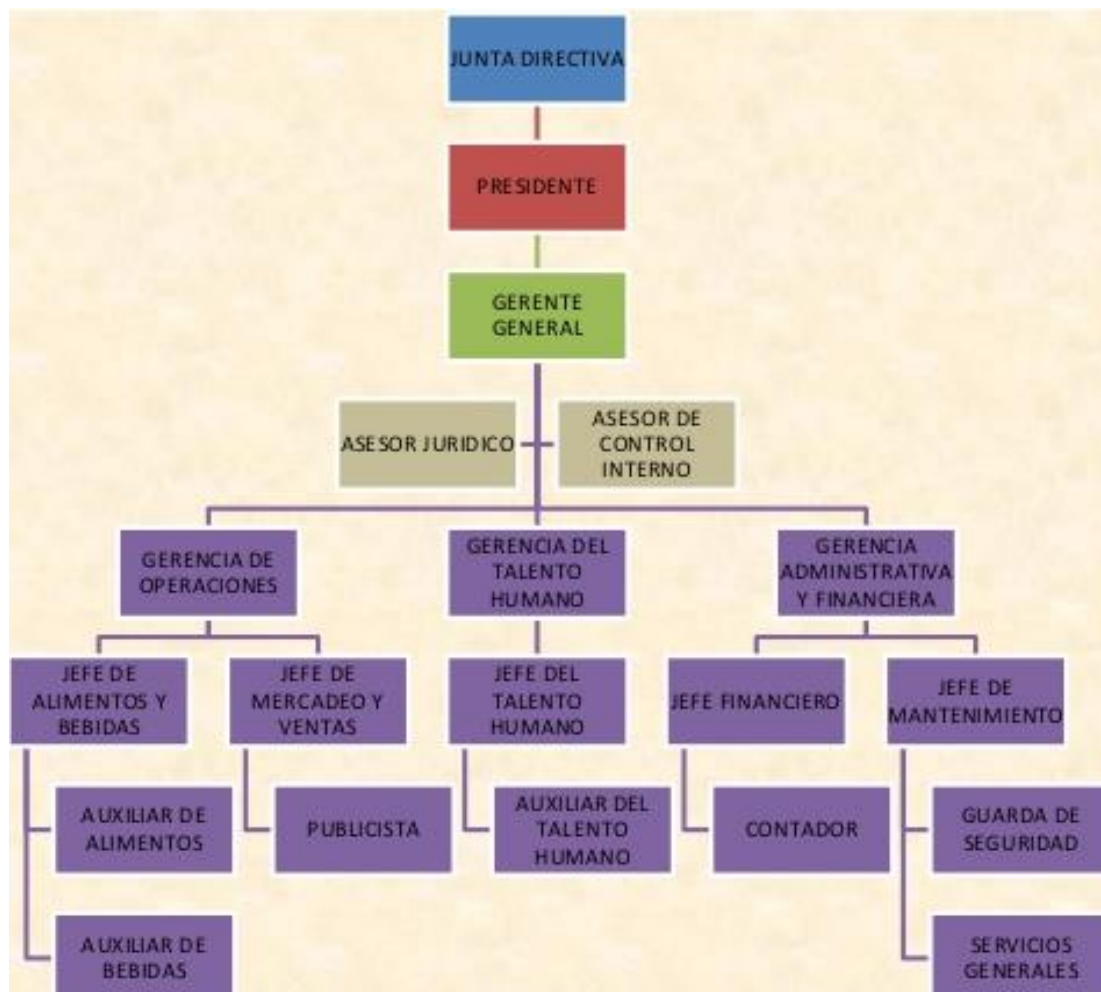 JUNTA DIRECTIVA
PRESIDENTE
GERENTE
GENERAL
ASESOR JURIDICO
ASESOR DE
CONTROL
INTERNO
GERENCIA DE
OPERACIONES
GERENCIA DEL
TALENTO
HUMANO
GERENCIA
ADMINISTRATIVA
Y FINANCIERA
JEFE DE
ALIMENTOS Y
BEBIDAS
JEFE DE
MERCADEO Y
VENTAS
JEFE DEL
TALENTO
HUMANO
JEFE FINANCIERO
JEFE DE
MANTENIMIENTO
AUXILIAR DE
ALIMENTOS
PUBLICISTA
AUXILIAR DEL
TALENTO
HUMANO
CONTADOR
GUARDA DE
SEGURIDAD
AUXILIAR DE
BEBIDAS
SERVICIOS
GENERALES